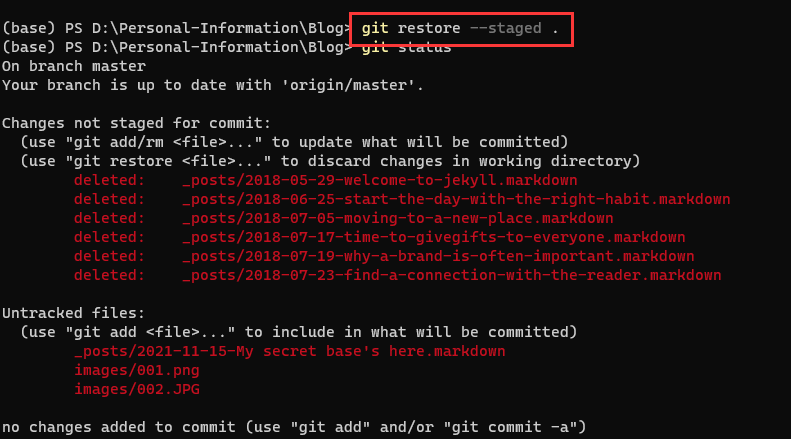 (base) PS D:\Personal-Information\Blog> git restore --staged .
(base) PS D:\Personal-Information\Blog> git status
On branch master
Your branch is up to date with 'origin/master'.
Changes not staged for commit:
(use "git add/rm <file>..." to update what will be committed)
(use "git restore <file>..." to discard changes in working directory)
deleted: _posts/2018-05-29-welcome-to-jekyll.markdown
deleted: _posts/2018-06-25-start-the-day-with-the-right-habit.markdown
deleted: _posts/2018-07-05-moving-to-a-new-place.markdown
deleted: _posts/2018-07-17-time-to-givegifts-to-everyone.markdown
deleted: _posts/2018-07-19-why-a-brand-is-often-important.markdown
deleted: _posts/2018-07-23-find-a-connection-with-the-reader.markdown
Untracked files:
(use "git add <file>..." to include in what will be committed)
_posts/2021-11-15-My secret base's here.markdown
images/001.png
images/002.JPG
no changes added to commit (use "git add" and/or "git commit -a")